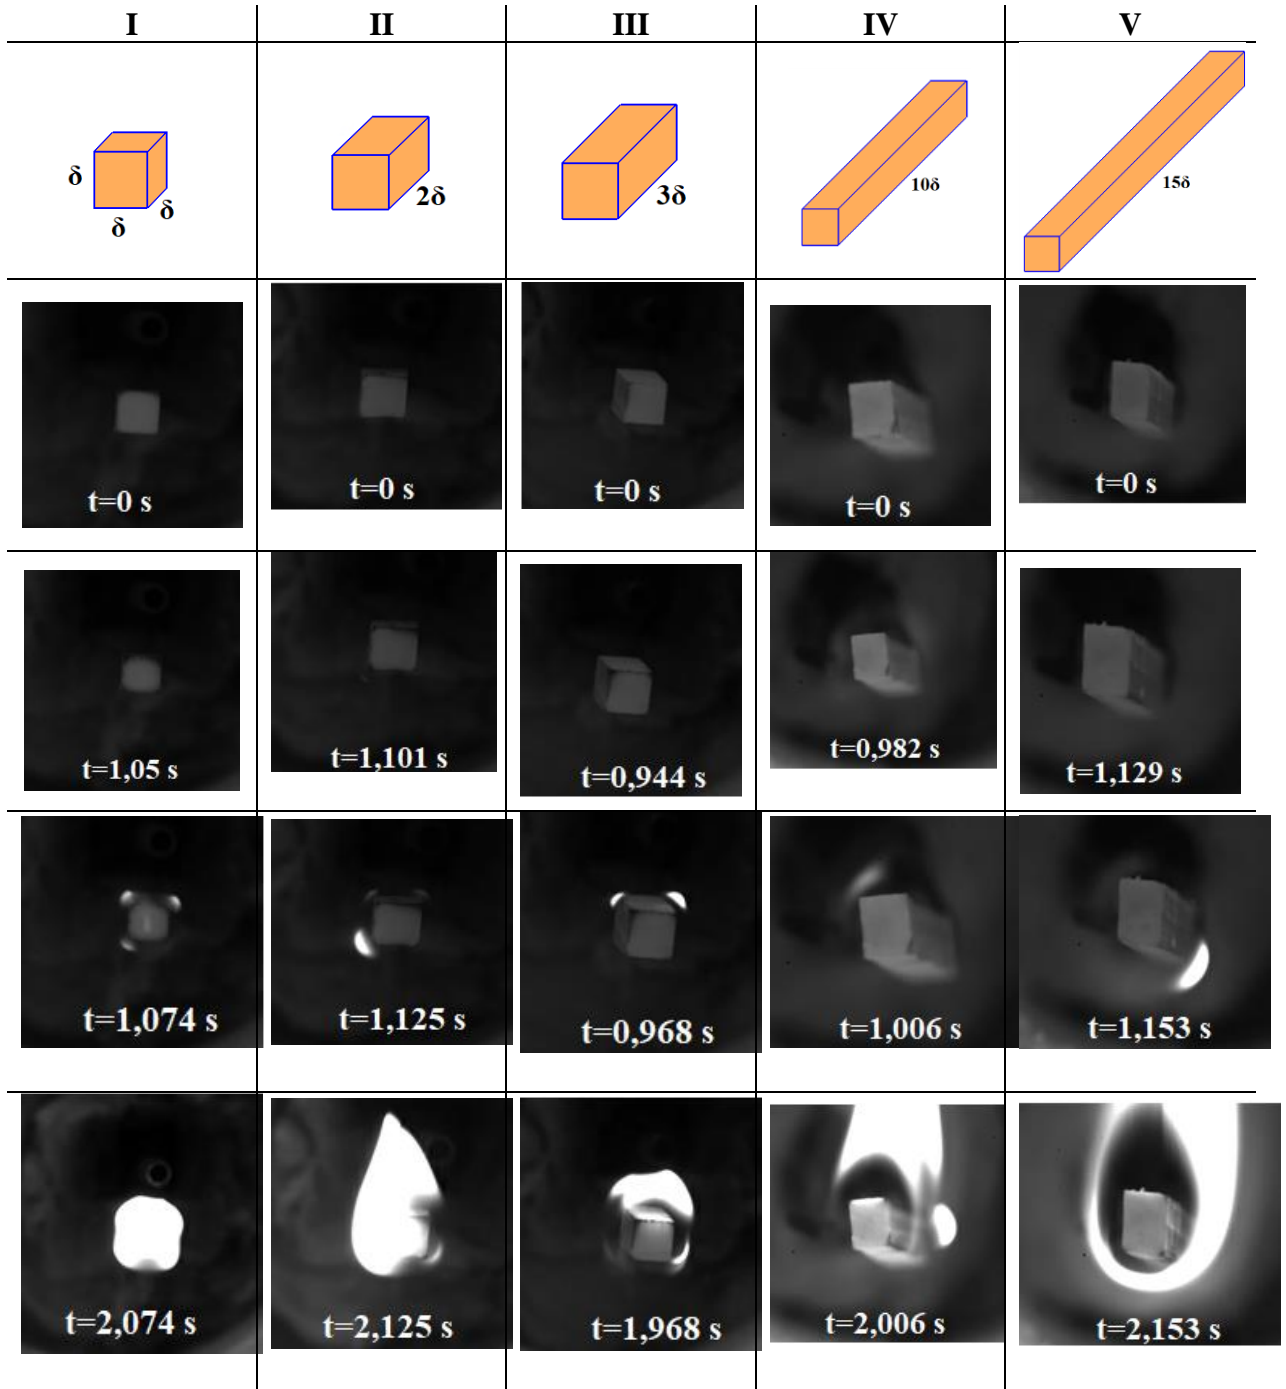 I II III IV V
δ
δ
δ
2δ
3δ
10δ
15δ
t=0 s t=0 s t=0 s t=0 s t=0 s
t=1,05 s t=1,101 s t=0,944 s t=0,982 s t=1,129 s
t=1,074 s t=1,125 s t=0,968 s t=1,006 s t=1,153 s
t=2,074 s t=2,125 s t=1,968 s t=2,006 s t=2,153 s